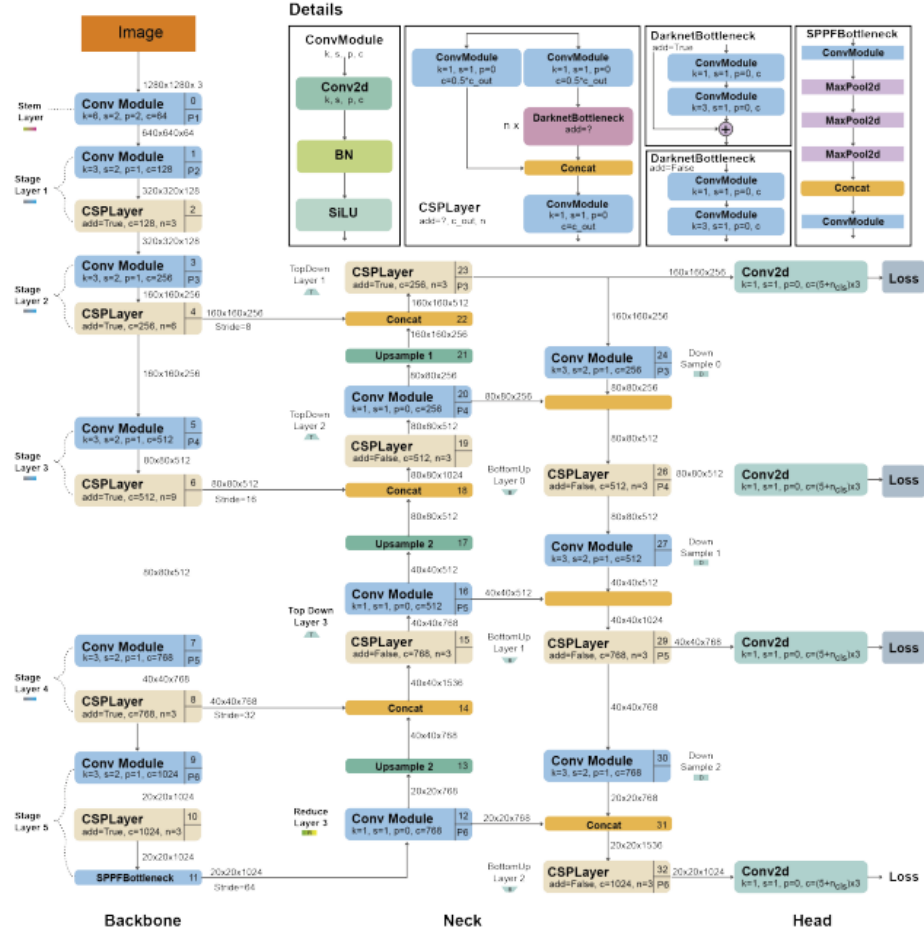 Details
Image
1280x1280x 3
Stem
Layer
Conv Module
k=6, s=2, p=2, c=64
0
P1
640x640x64
Stage
Layer 1
Conv Module
k=3, s=2, p=1, c=128
1
P2
320x320x128
CSPLayer
add=True, c=128, n=3
2
320x320x128
Stage
Layer 2
Conv Module
k=3, s=2, p=1, c=256
3
P3
160x160x256
CSPLayer
add=True, c=256, n=6
4
160x160x256
Stride=8
160x160x256
Stage
Layer 3
Conv Module
k=3, s=2, p=1, c=512
5
P4
80x80x512
CSPLayer
add=True, c=512, n=9
6
80x80x512
Stride=16
80x80x512
Stage
Layer 4
Conv Module
k=3, s=2, p=1, c=768
7
P5
40x40x768
CSPLayer
add=True, c=768, n=3
8
40x40x768
Stride=32
Stage
Layer 5
Conv Module
k=3, s=2, p=1, c=1024
9
P6
20x20x1024
CSPLayer
add=True, c=1024, n=3
10
20x20x1024
SPPFBottleneck
11
20x20x1024
Stride=64
Backbone
ConvModule
k, s, p, c
Conv2d
k, s, p, c
BN
SiLU
ConvModule
k=1, s=1, p=0
c=0.5*c_out
ConvModule
k=1, s=1, p=0
c=0.5*c_out
n x
DarknetBottleneck
add=?
Concat
CSPLayer
add=?, c_out, n
ConvModule
k=1, s=1, p=0
c=c_out
DarknetBottleneck
add=True
ConvModule
k=1, s=1, p=0, c
ConvModule
k=3, s=1, p=0, c
+
DarknetBottleneck
add=False
ConvModule
k=1, s=1, p=0, c
ConvModule
k=3, s=1, p=0, c
SPPFBottleneck
ConvModule
MaxPool2d
MaxPool2d
MaxPool2d
Concat
ConvModule
TopDown
Layer 1
T
CSPLayer
add=True, c=256, n=3
23
P3
160x160x512
Concat
22
160x160x256
Upsample 1
21
80x80x256
TopDown
Layer 2
T
Conv Module
k=1, s=1, p=0, c=256
20
P4
80x80x512
CSPLayer
add=False, c=512, n=3
19
80x80x1024
Concat
18
80x80x512
Upsample 2
17
40x40x512
Top Down
Layer 3
T
Conv Module
k=1, s=1, p=0, c=512
16
P5
40x40x768
CSPLayer
add=False, c=768, n=3
15
40x40x1536
Concat
14
40x40x768
Upsample 2
13
20x20x768
Reduce
Layer 3
Conv Module
k=1, s=1, p=0, c=768
12
P6
Neck
160x160x256
160x160x256
Conv Module
k=3, s=2, p=1, c=256
24
P3
Down
Sample 0
D
80x80x256
80x80x256
80x80x512
BottomUp
Layer 0
CSPLayer
add=False, c=512, n=3
26
P4
80x80x512
80x80x512
Conv Module
k=3, s=2, p=1, c=512
27
Down
Sample 1
D
40x40x512
40x40x512
40x40x1024
BottomUp
Layer 1
CSPLayer
add=False, c=768, n=3
29
P5
40x40x768
40x40x768
Conv Module
k=3, s=2, p=1, c=768
30
Down
Sample 2
D
20x20x768
20x20x768
Concat
31
20x20x1536
BottomUp
Layer 2
CSPLayer
add=False, c=1024, n=3
32
P6
20x20x1024
Conv2d
k=1, s=1, p=0, c=(5+ncls)x3
Loss
Conv2d
k=1, s=1, p=0, c=(5+ncls)x3
Loss
Conv2d
k=1, s=1, p=0, c=(5+ncls)x3
Loss
Conv2d
k=1, s=1, p=0, c=(5+ncls)x3
Loss
Head